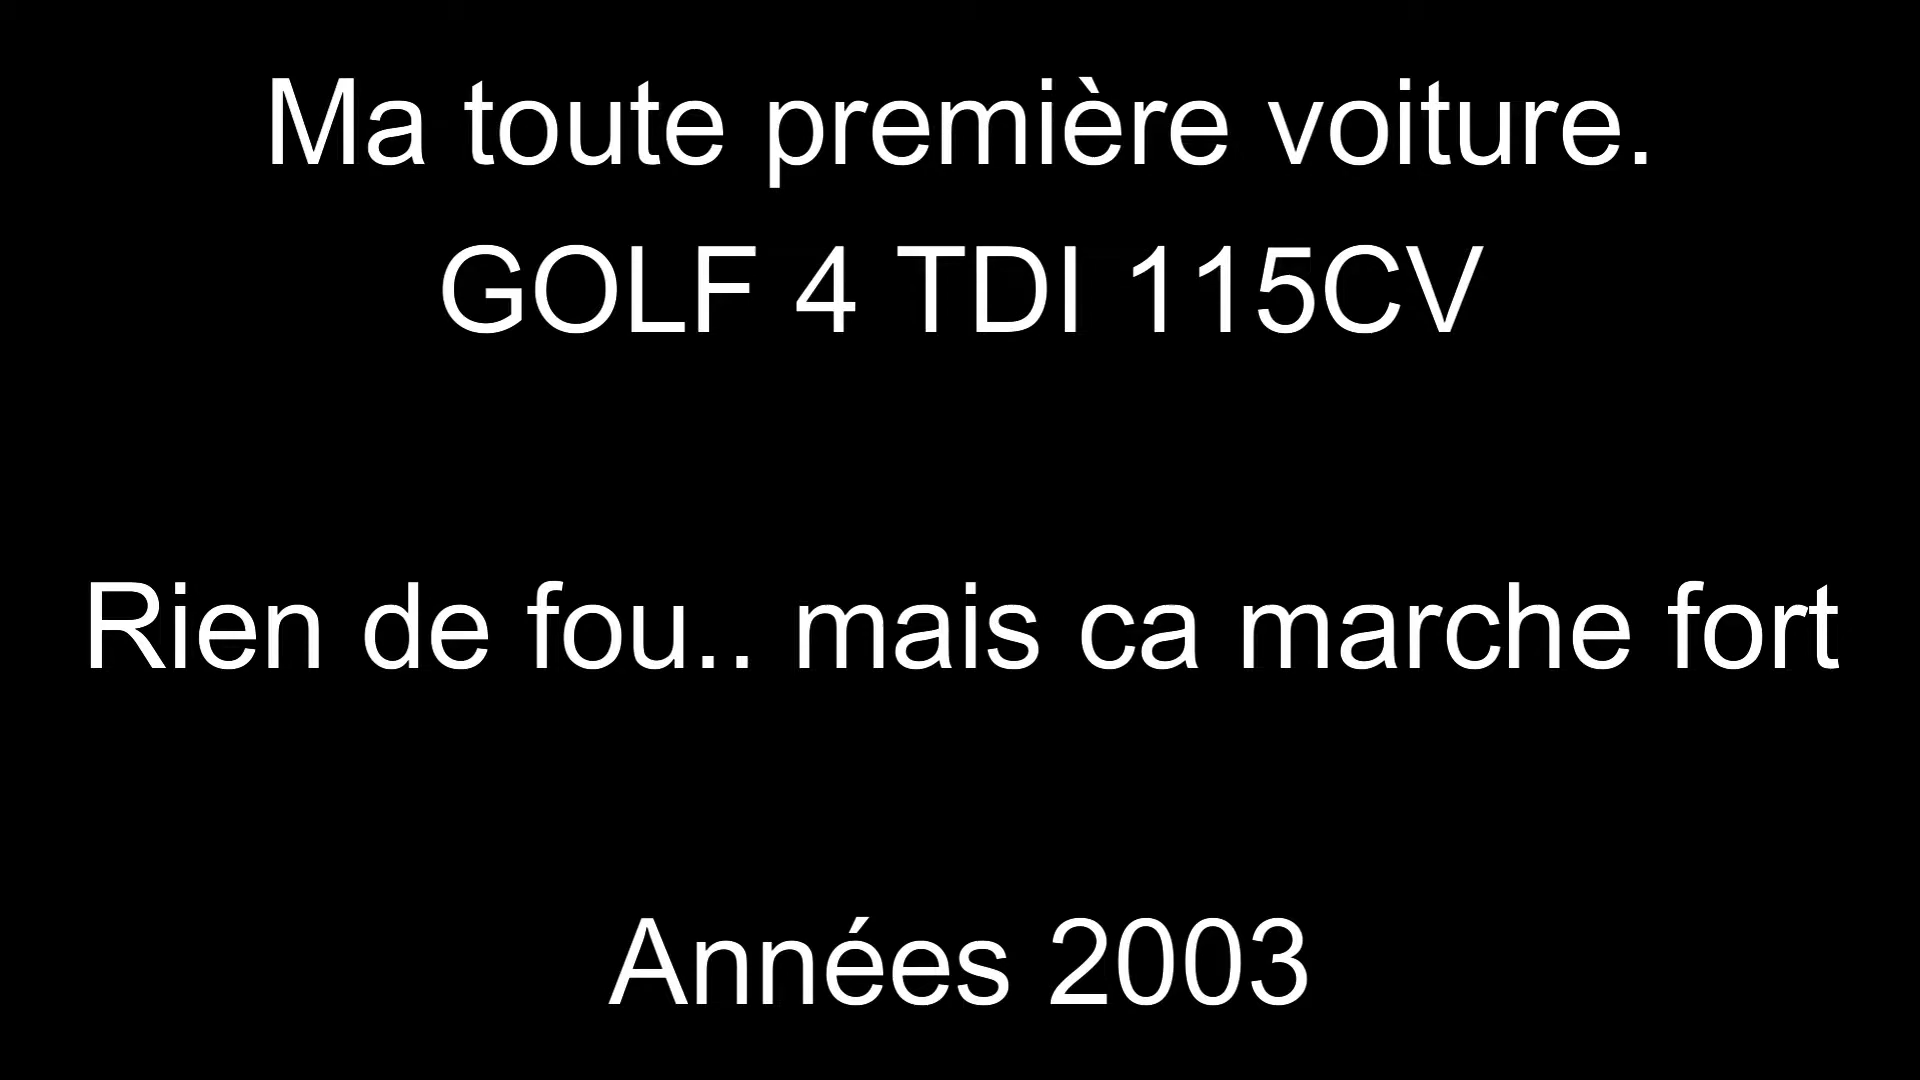 Ma toute première voiture.
GOLF 4 TDI 115CV
Rien de fou.. mais ca marche fort
Années 2003